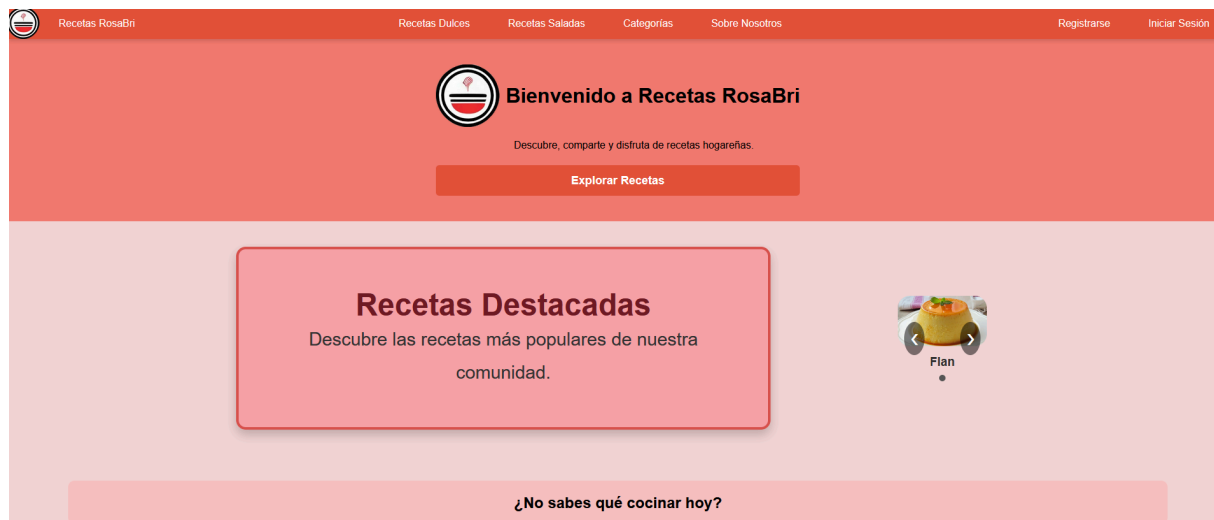 Recetas RosaBri
Recetas Dulces
Recetas Saladas
Categorías
Sobre Nosotros
Registrarse
Iniciar Sesión
Bienvenido a Recetas RosaBri
Descubre, comparte y disfruta de recetas hogareñas.
Explorar Recetas
Recetas Destacadas
Descubre las recetas más populares de nuestra
comunidad.
Flan
¿No sabes qué cocinar hoy?